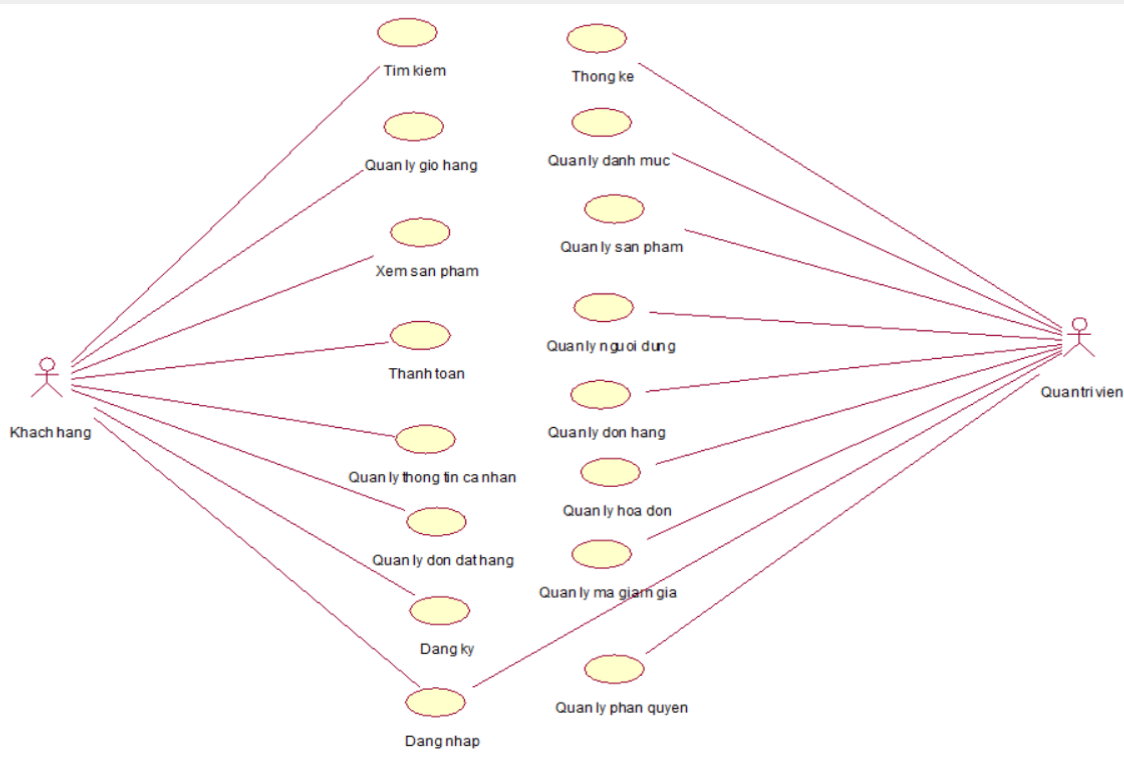 Tim kiem
Thong ke
Quan ly gio hang
Quan ly danh muc
Xem san pham
Quan ly san pham
Thanh toan
Quan ly nguoi dung
Khach hang
Quan tri vien
Quan ly thong tin ca nhan
Quan ly don hang
Quan ly don dat hang
Quan ly hoa don
Dang ky
Quan ly ma giam gia
Dang nhap
Quan ly phan quyen